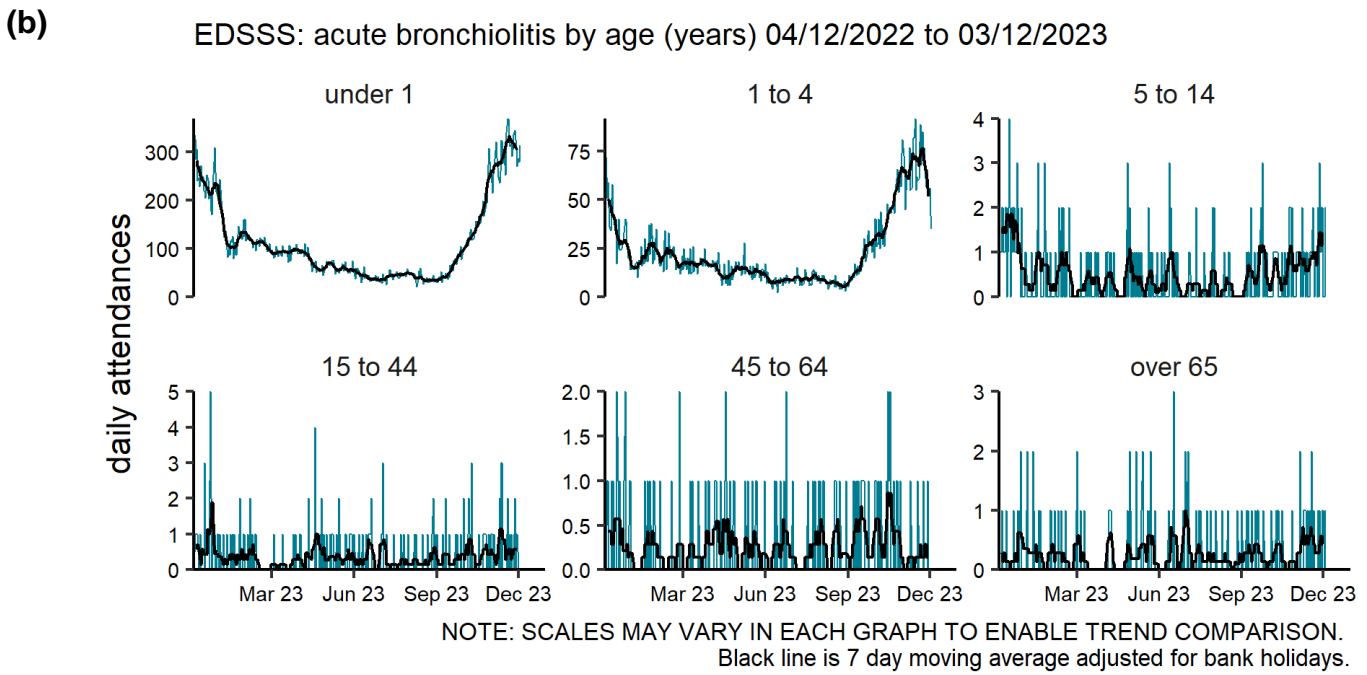 (b)
EDSSS: acute bronchiolitis by age (years) 04/12/2022 to 03/12/2023
daily attendances
under 1
300
200
100
0
1 to 4
75
50
25
0
5 to 14
4
3
2
1
0
15 to 44
5
4
3
2
1
0
Mar 23 Jun 23 Sep 23 Dec 23
45 to 64
2.0
1.5
1.0
0.5
0.0
Mar 23 Jun 23 Sep 23 Dec 23
over 65
3
2
1
0
Mar 23 Jun 23 Sep 23 Dec 23
NOTE: SCALES MAY VARY IN EACH GRAPH TO ENABLE TREND COMPARISON.
Black line is 7 day moving average adjusted for bank holidays.